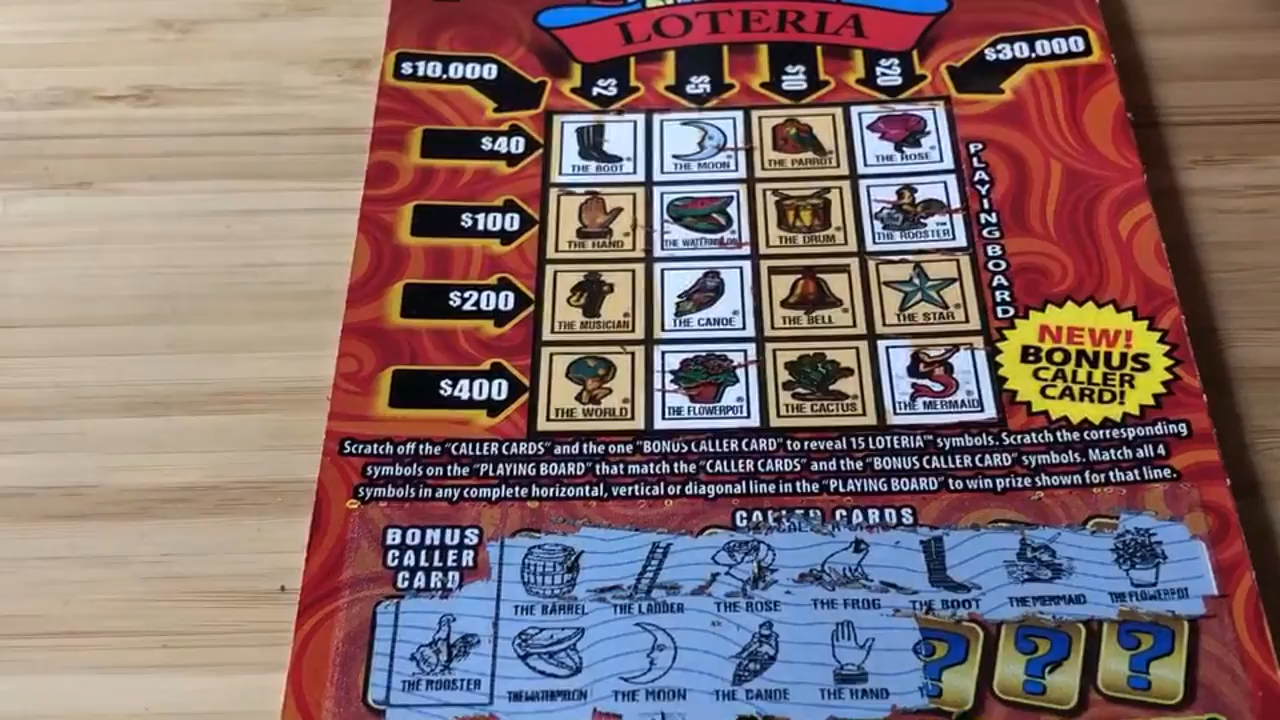 LOTERIA
$10,000
$2
$5
$10
$20
$30,000
$40
THE BOOT
THE MOON
THE PARROT
THE ROSE
$100
THE HAND
THE WATERMELON
THE DRUM
THE ROOSTER
$200
THE MUSICIAN
THE CANOE
THE BELL
THE STAR
$400
THE WORLD
THE FLOWERPOT
THE CACTUS
THE MERMAID
PLAYING BOARD
NEW!
BONUS
CALLER
CARD!
Scratch off the "CALLER CARDS" and the one "BONUS CALLER CARD" to reveal 15 LOTERIA™ symbols. Scratch the corresponding
symbols on the "PLAYING BOARD" that match the "CALLER CARDS" and the "BONUS CALLER CARD" symbols. Match all 4
symbols in any complete horizontal, vertical or diagonal line in the "PLAYING BOARD" to win prize shown for that line.
CALLER CARDS
BONUS
CALLER
CARD
THE BARREL
THE LADDER
THE ROSE
THE FROG
THE BOOT
THE MERMAID
THE FLOWERPOT
THE ROOSTER
THE WATERMELON
THE MOON
THE CANOE
THE HAND
? ? ?